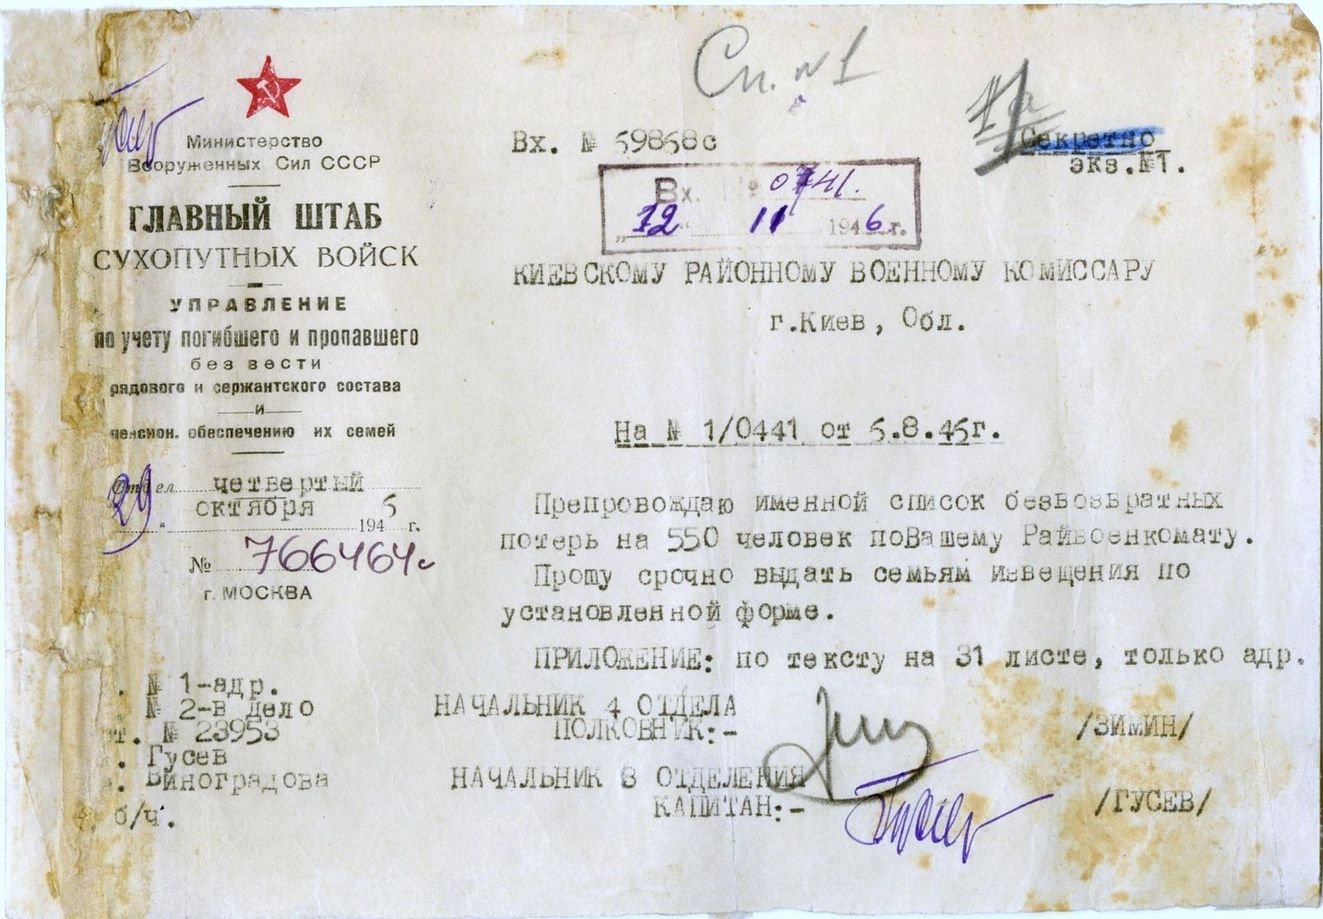 Сп. №1
Министерство
Вооруженных Сил СССР
ГЛАВНЫЙ ШТАБ
СУХОПУТНЫХ ВОЙСК
УПРАВЛЕНИЕ
по учету погибшего и пропавшего
без вести
рядового и сержантского состава
и
пенсион. обеспечению их семей
Отдел четвертый
29 " октября 1946 г.
№ 766464с
г. МОСКВА
Вх. № 59858с
Секретно
экз.№1.
Вх. № 0741.
„12" 11 1946 г.
КИЕВСКОМУ РАЙОННОМУ ВОЕННОМУ КОМИССАРУ
г.Киев, Обл.
На № 1/0441 от 5.8.46г.
Препровождаю именной список безвозвратных
потерь на 550 человек поВашему Райвоенкомату.
Прошу срочно выдать семьям извещения по
установленной форме.
ПРИЛОЖЕНИЕ: по тексту на 31 листе, только адр.
. № 1-адр.
№ 2-в дело
т. № 23953
. Гусев
. Виноградова
б/ч.
НАЧАЛЬНИК 4 ОТДЕЛА
ПОЛКОВНИК:- /ЗИМИН/
НАЧАЛЬНИК 3 ОТДЕЛЕНИЯ
КАПИТАН:- /ГУСЕВ/